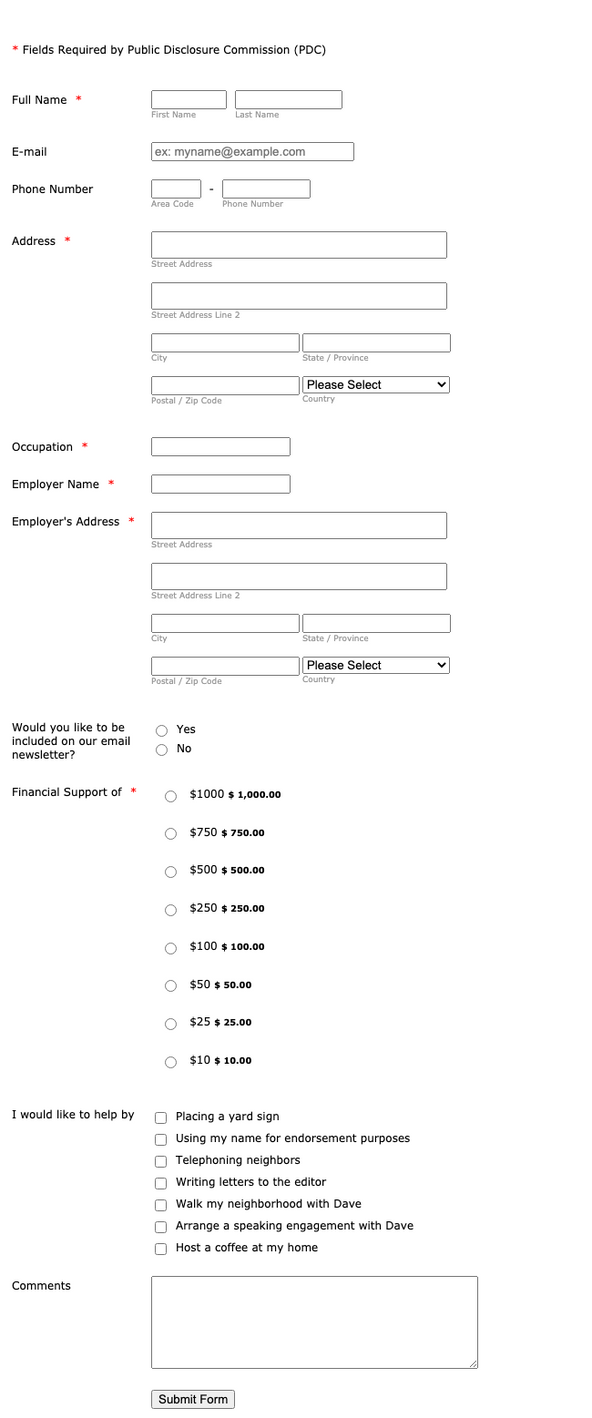 * Fields Required by Public Disclosure Commission (PDC)
Full Name *
First Name Last Name
E-mail ex: myname@example.com
Phone Number -
Area Code Phone Number
Address *
Street Address
Street Address Line 2
City State / Province
Please Select
Postal / Zip Code Country
Occupation *
Employer Name *
Employer's Address *
Street Address
Street Address Line 2
City State / Province
Please Select
Postal / Zip Code Country
Would you like to be
included on our email
newsletter?
Yes
No
Financial Support of *
$1000 $ 1,000.00
$750 $ 750.00
$500 $ 500.00
$250 $ 250.00
$100 $ 100.00
$50 $ 50.00
$25 $ 25.00
$10 $ 10.00
I would like to help by
Placing a yard sign
Using my name for endorsement purposes
Telephoning neighbors
Writing letters to the editor
Walk my neighborhood with Dave
Arrange a speaking engagement with Dave
Host a coffee at my home
Comments
Submit Form